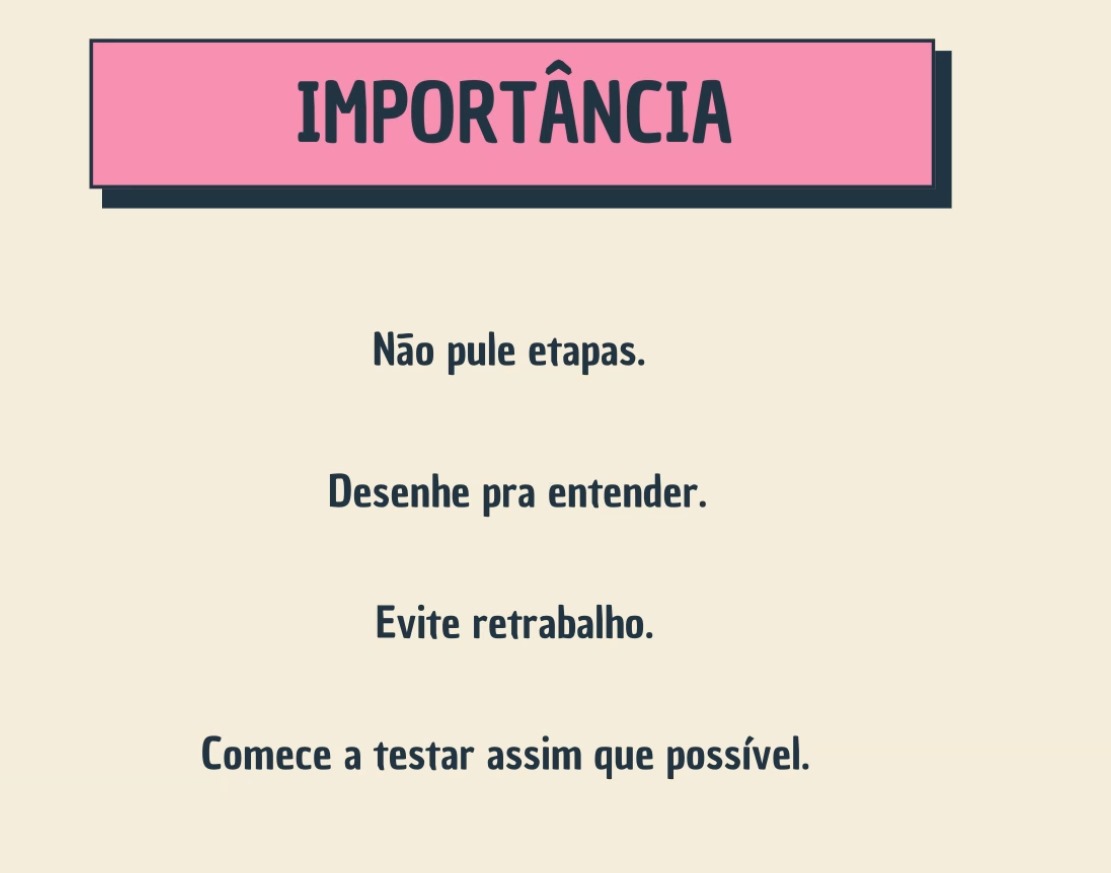 IMPORTÂNCIA
Não pule etapas.
Desenhe pra entender.
Evite retrabalho.
Comece a testar assim que possível.